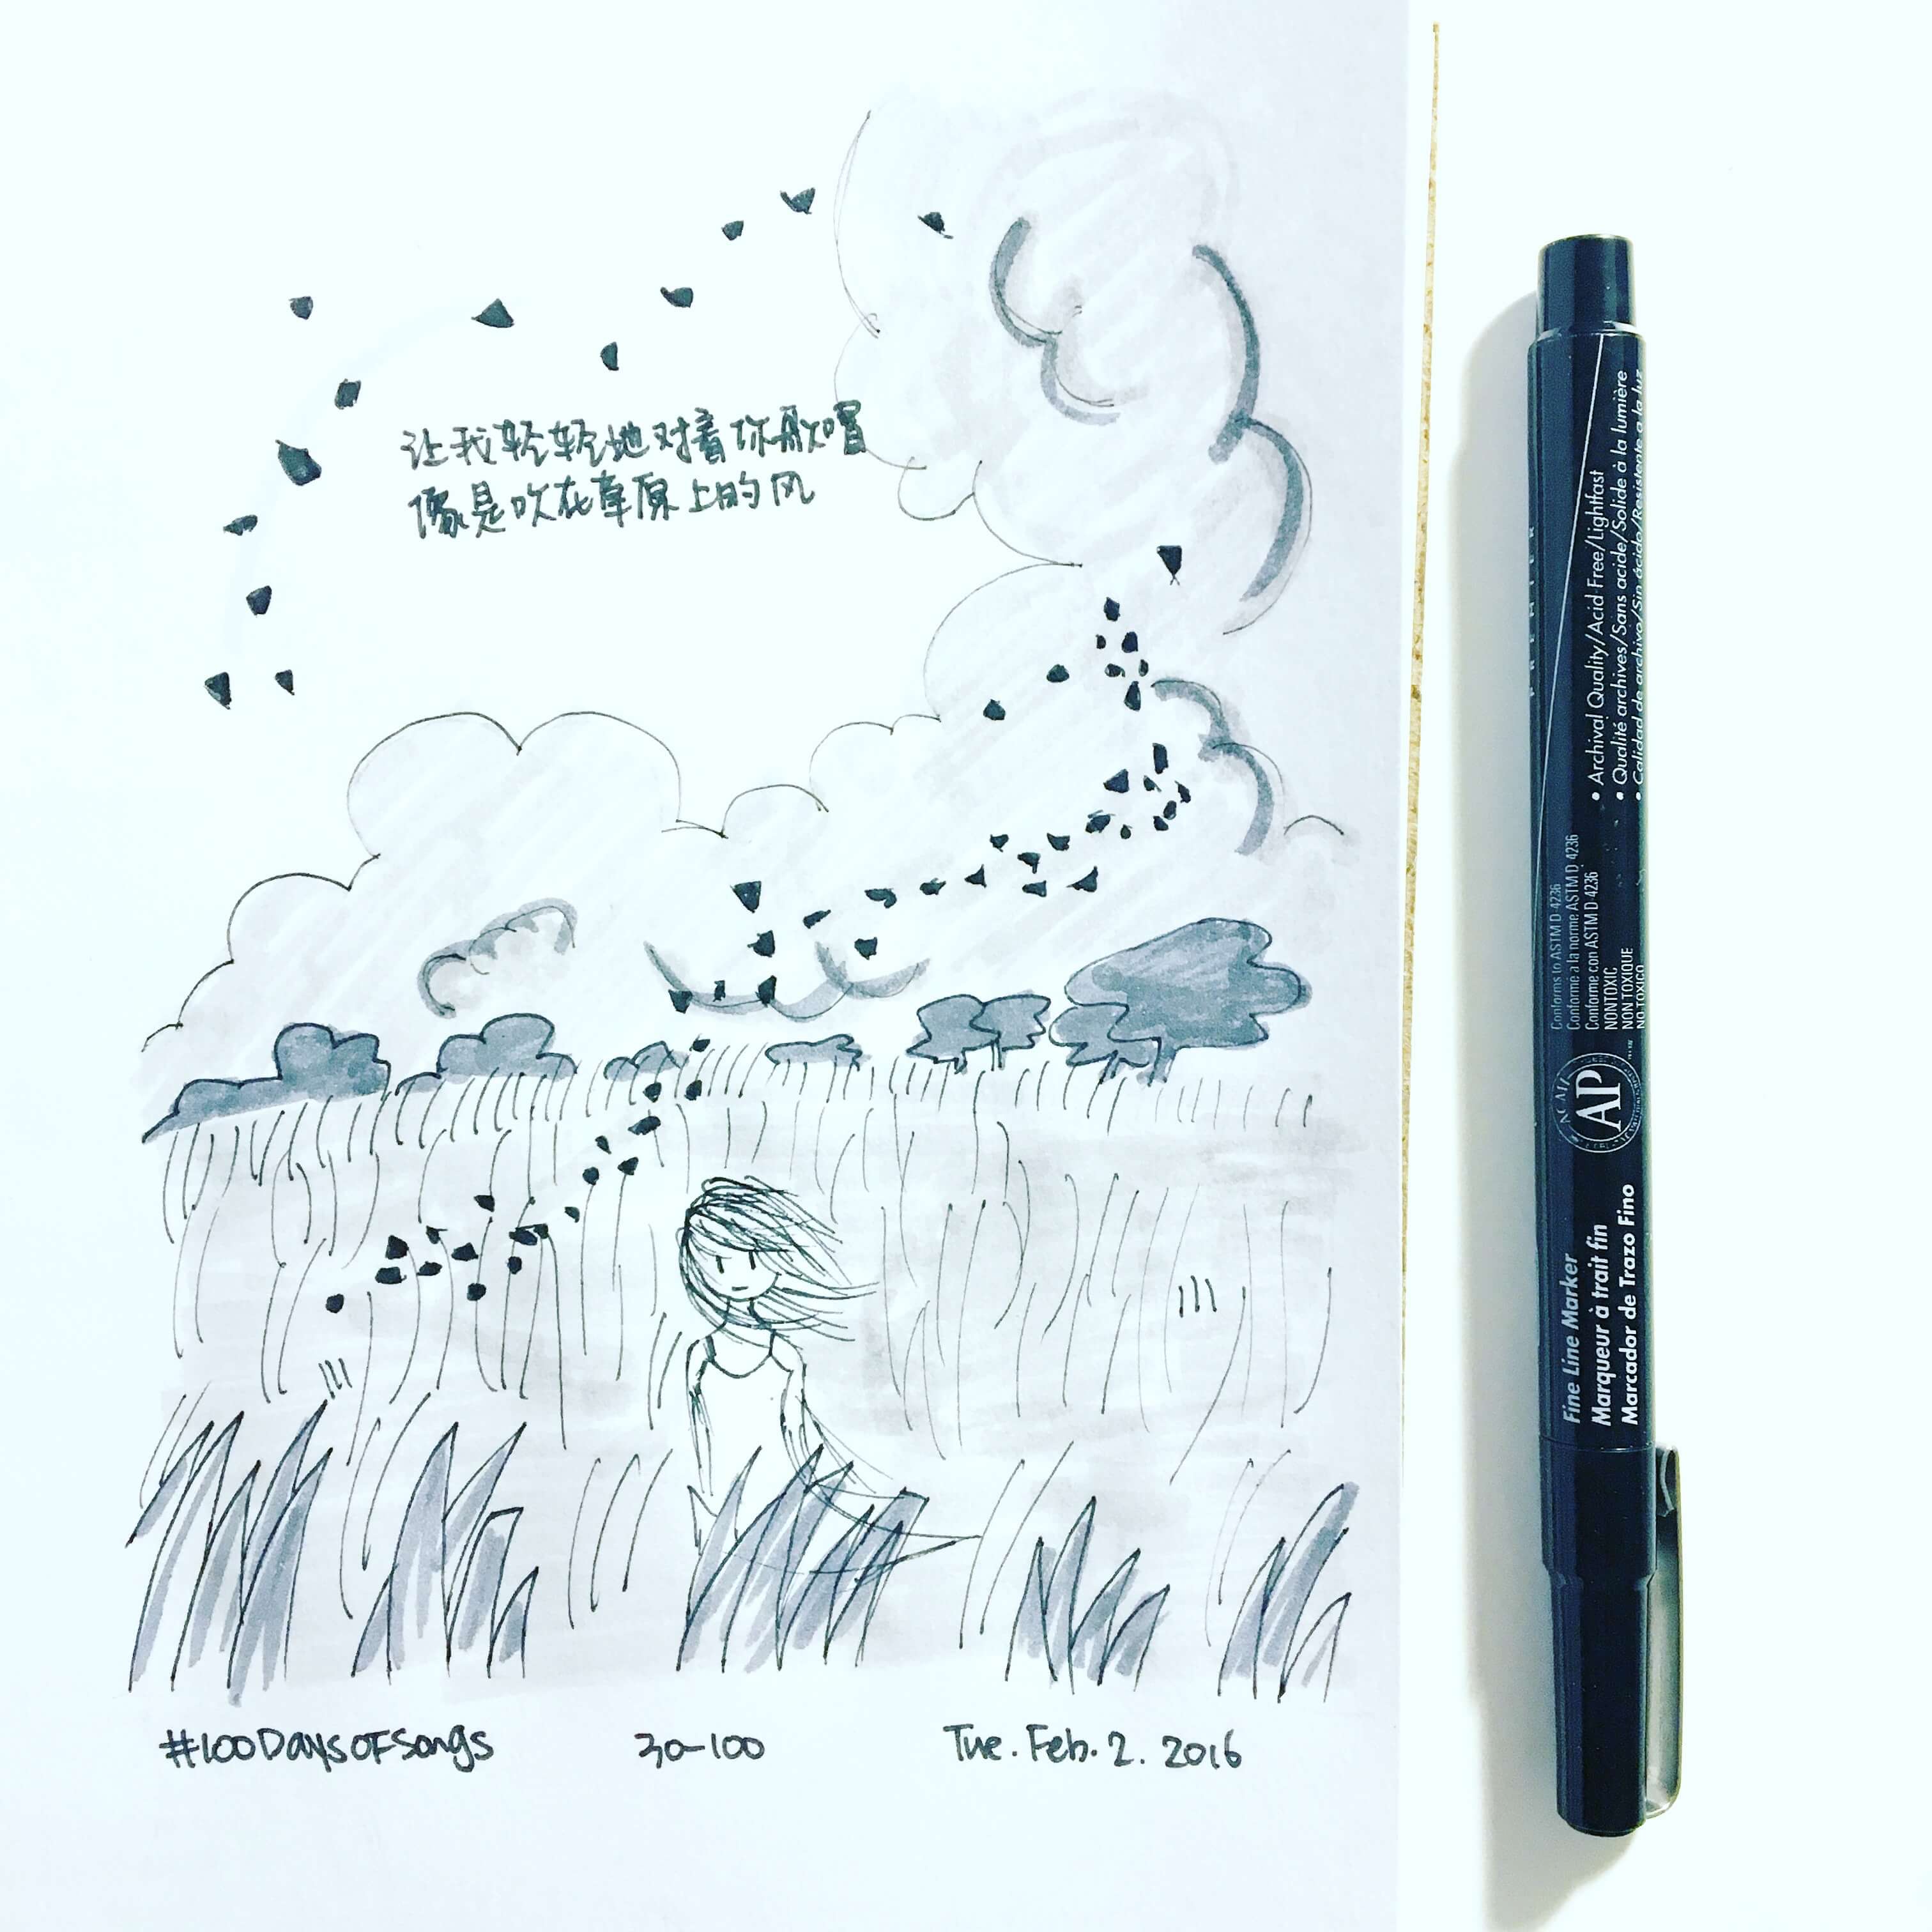 让我轻轻地对着你歌唱
像是吹在草原上的风
#100DaysOfSongs
30-100
Tue. Feb. 2. 2016
• Archival Quality/Acid Free/Lightfast
• Qualité archives/Sans acide/Solide à la lumière
• Calidad de archivo/Sin ácido/Resistente a la luz
Conforms to ASTM D 4236
Conforme à la norme ASTM D 4236
Conforme con ASTM D 4236
NONTOXIC
NON TOXIQUE
NO TOXICO
AP
Fine Line Marker
Marqueur à trait fin
Marcador de Trazo Fino